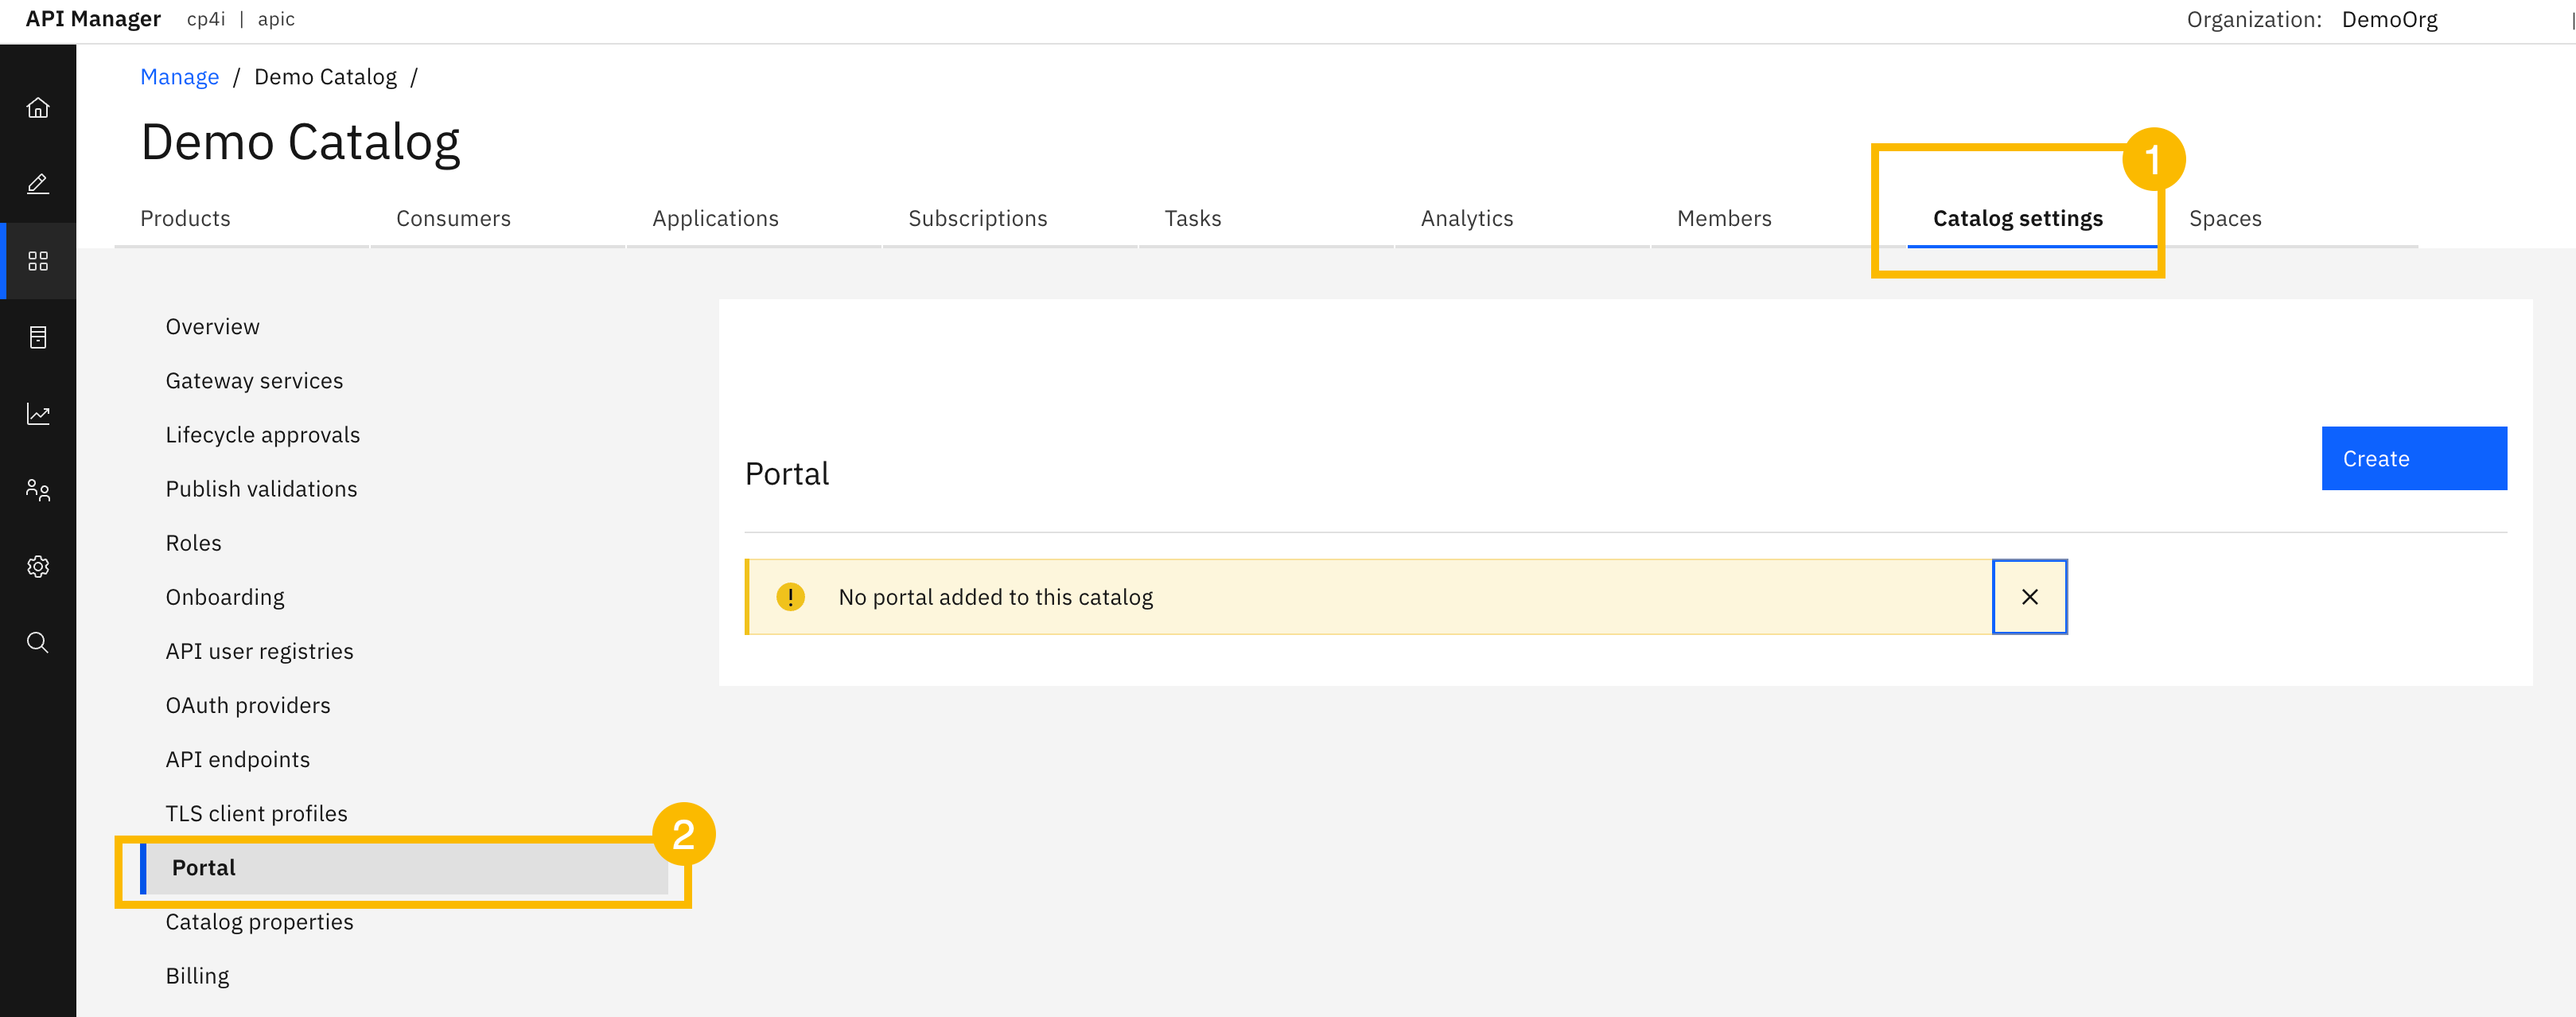 API Manager cp4i | apic Organization: DemoOrg
Manage / Demo Catalog /
Demo Catalog
1
Products Consumers Applications Subscriptions Tasks Analytics Members Catalog settings Spaces
Overview
Gateway services
Lifecycle approvals
Publish validations
Roles
Onboarding
API user registries
OAuth providers
API endpoints
TLS client profiles
2
Portal
Catalog properties
Billing
Portal
Create
No portal added to this catalog